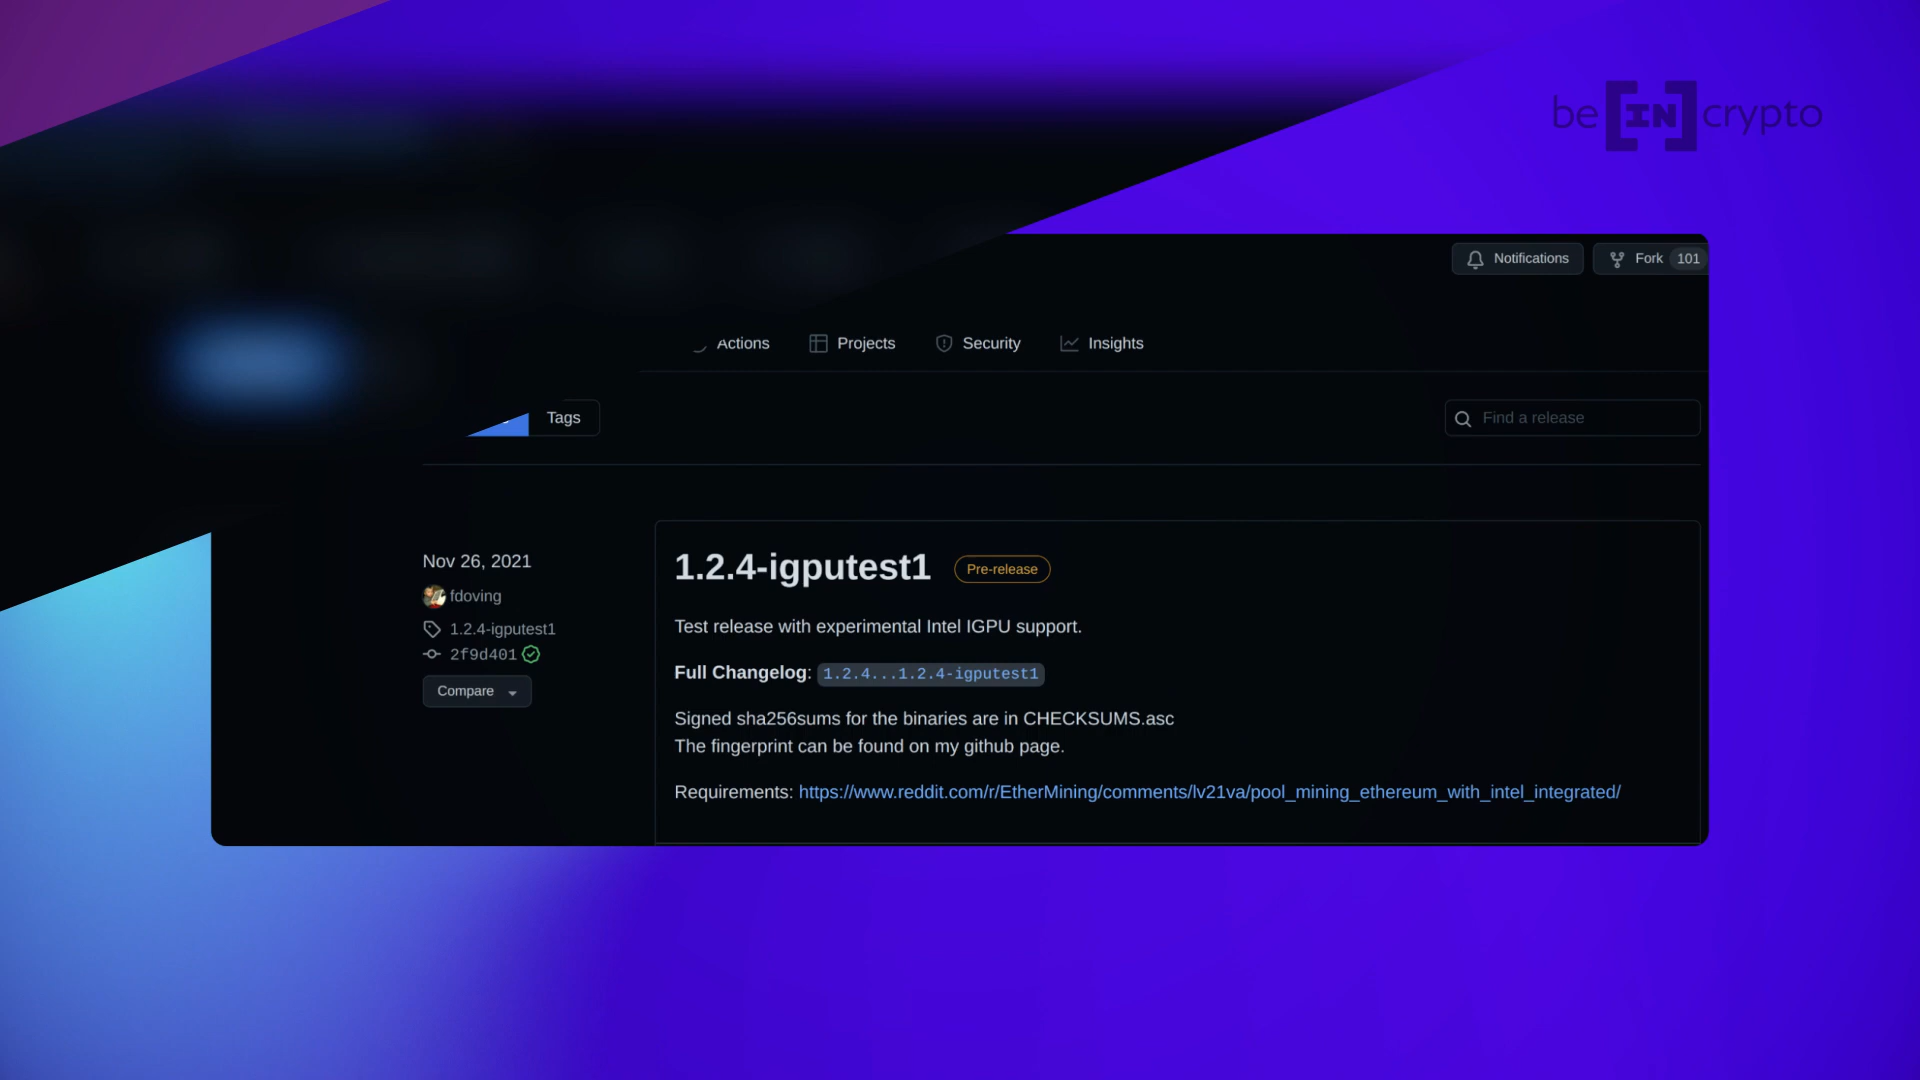 be[IN]crypto
Notifications
Fork 101
Actions Projects Security Insights
Tags
Find a release
Nov 26, 2021
fdoving
1.2.4-igputest1
2f9d401
Compare
1.2.4-igputest1 Pre-release
Test release with experimental Intel IGPU support.
Full Changelog: 1.2.4...1.2.4-igputest1
Signed sha256sums for the binaries are in CHECKSUMS.asc
The fingerprint can be found on my github page.
Requirements: https://www.reddit.com/r/EtherMining/comments/lv21va/pool_mining_ethereum_with_intel_integrated/